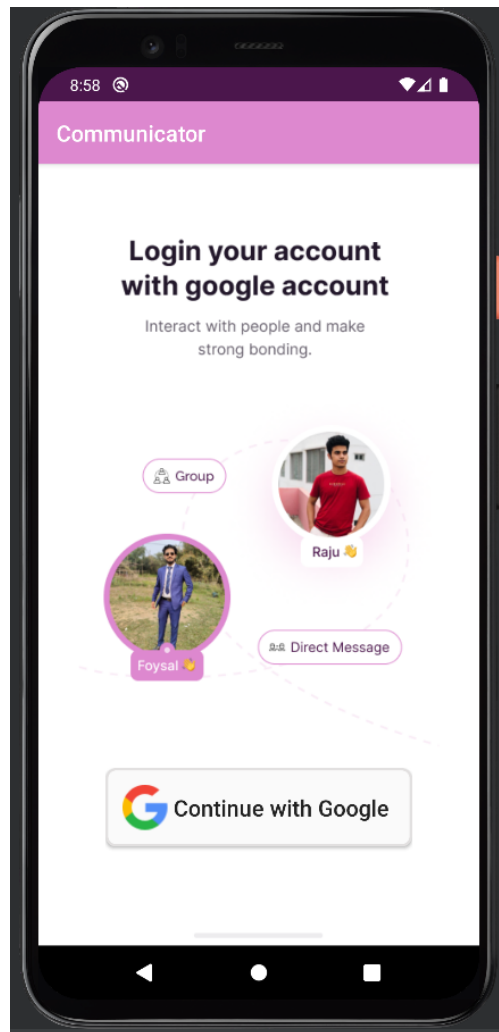 8:58
Communicator
Login your account
with google account
Interact with people and make
strong bonding.
Group
Raju 👋
Foysal 👋
Direct Message
Continue with Google